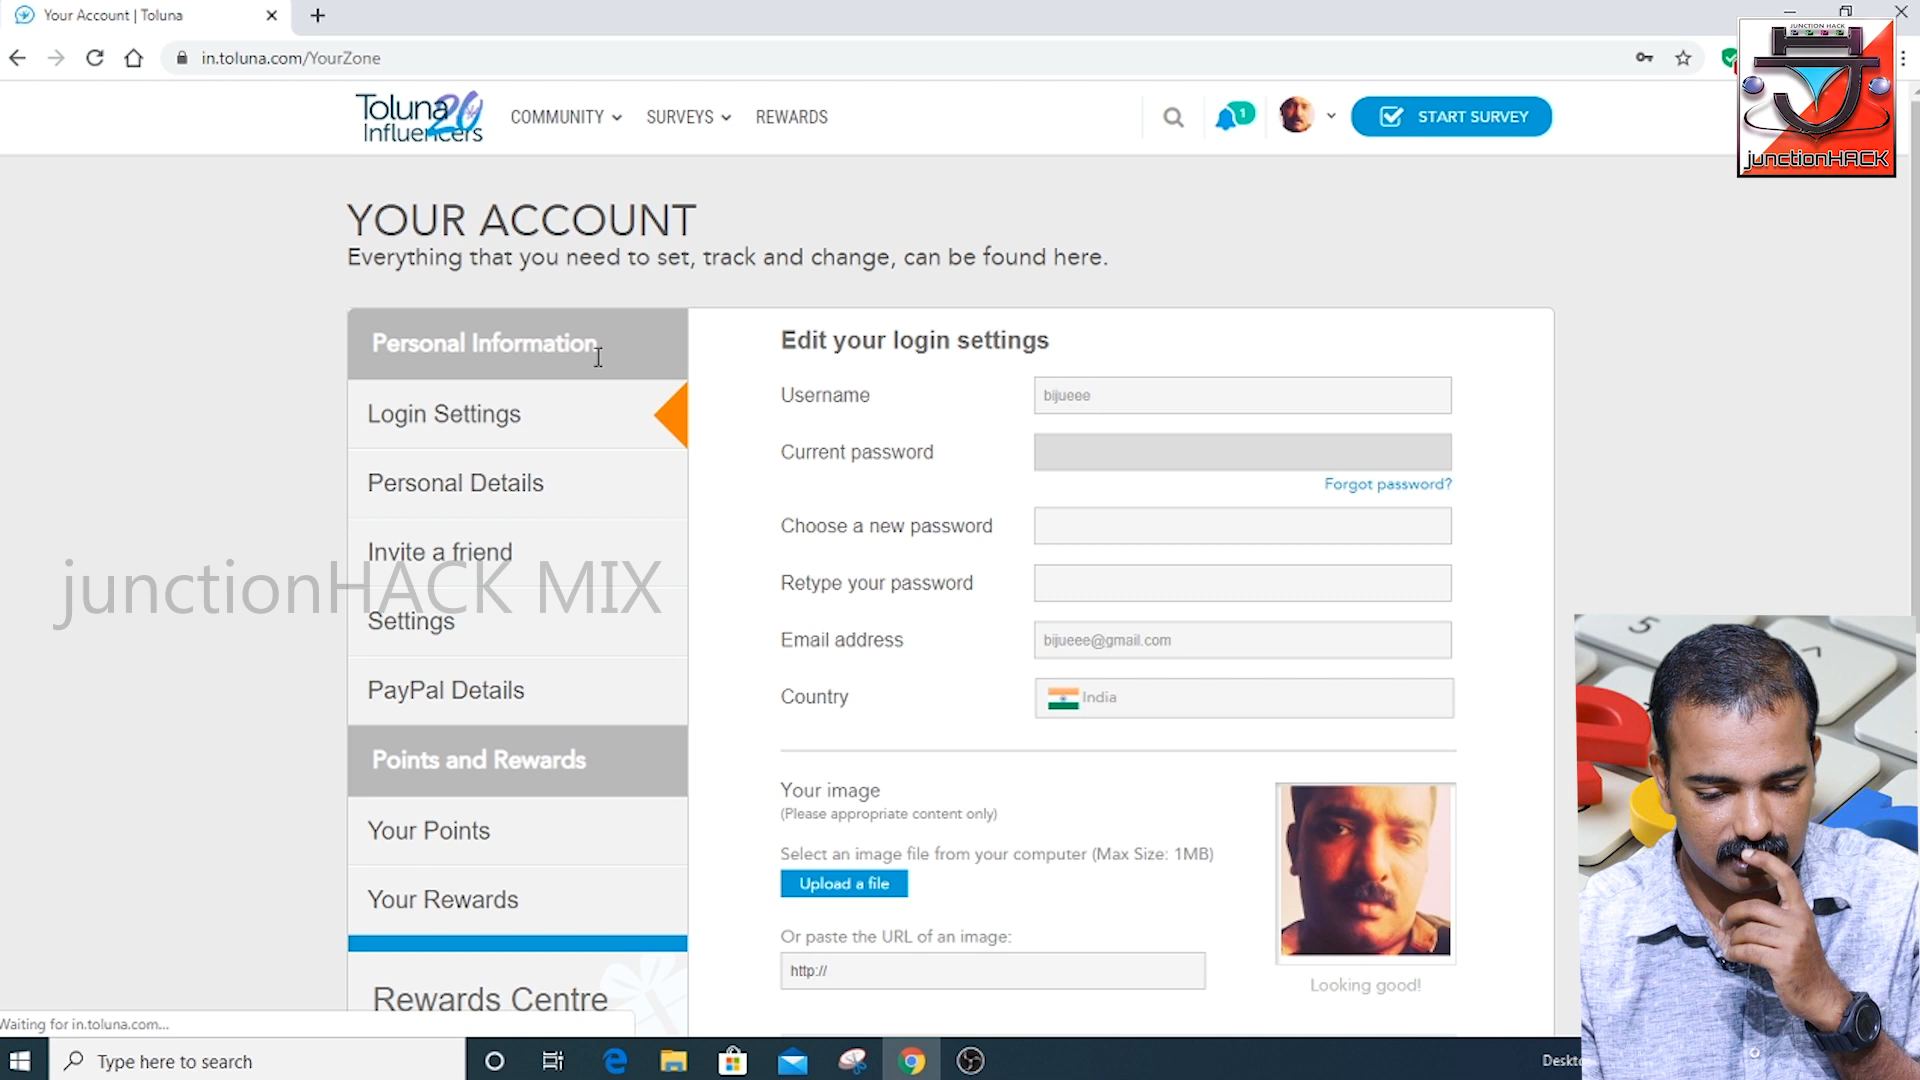 Your Account | Toluna
in.toluna.com/YourZone
JUNCTION HACK
junctionHACK
Toluna 20
Influencers
COMMUNITY
SURVEYS
REWARDS
1
START SURVEY
YOUR ACCOUNT
Everything that you need to set, track and change, can be found here.
Personal Information
Login Settings
Personal Details
Invite a friend
Settings
PayPal Details
Points and Rewards
Your Points
Your Rewards
Rewards Centre
junctionHACK MIX
Edit your login settings
Username
bijueee
Current password
Forgot password?
Choose a new password
Retype your password
Email address
bijueee@gmail.com
Country
India
Your image
(Please appropriate content only)
Select an image file from your computer (Max Size: 1MB)
Upload a file
Or paste the URL of an image:
http://
Looking good!
5
Waiting for in.toluna.com...
Type here to search